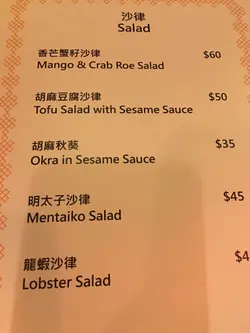 沙律
Salad
香芒蟹籽沙律 $60
Mango & Crab Roe Salad
胡麻豆腐沙律 $50
Tofu Salad with Sesame Sauce
胡麻秋葵 $35
Okra in Sesame Sauce
明太子沙律 $45
Mentaiko Salad
龍蝦沙律
Lobster Salad